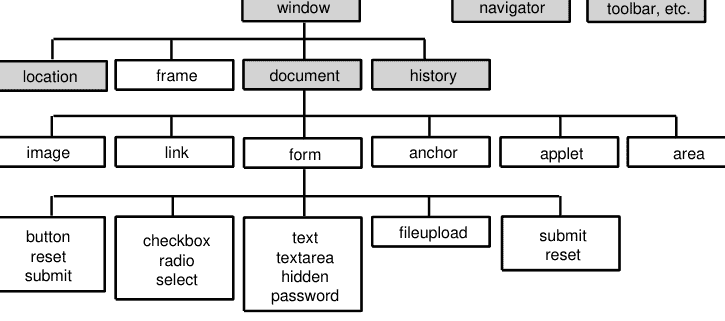 window
navigator
toolbar, etc.
location
frame
document
history
image
link
form
anchor
applet
area
button
reset
submit
checkbox
radio
select
text
textarea
hidden
password
fileupload
submit
reset